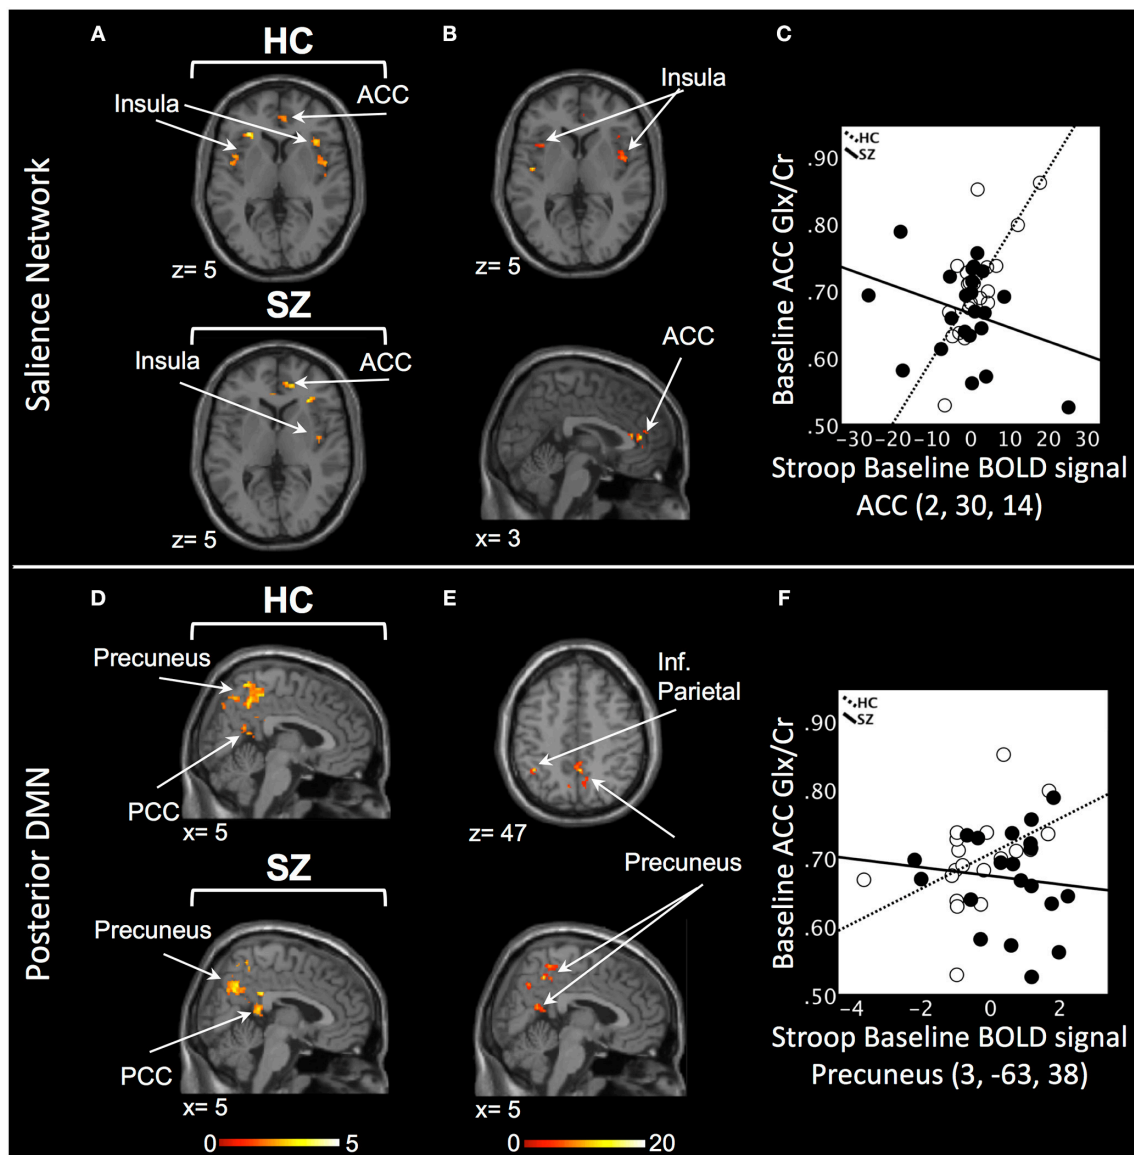 Salience Network
A
HC
Insula
ACC
z= 5
SZ
Insula
ACC
z= 5
B
Insula
z= 5
ACC
x= 3
C
HC
SZ
Baseline ACC Glx/Cr
.90
.80
.70
.60
.50
-30 -20 -10 0 10 20 30
Stroop Baseline BOLD signal
ACC (2, 30, 14)
Posterior DMN
D
HC
Precuneus
PCC
x= 5
SZ
Precuneus
PCC
x= 5
0 5
E
Inf.
Parietal
z= 47
Precuneus
x= 5
0 20
F
HC
SZ
Baseline ACC Glx/Cr
.90
.80
.70
.60
.50
-4 -2 0 2
Stroop Baseline BOLD signal
Precuneus (3, -63, 38)